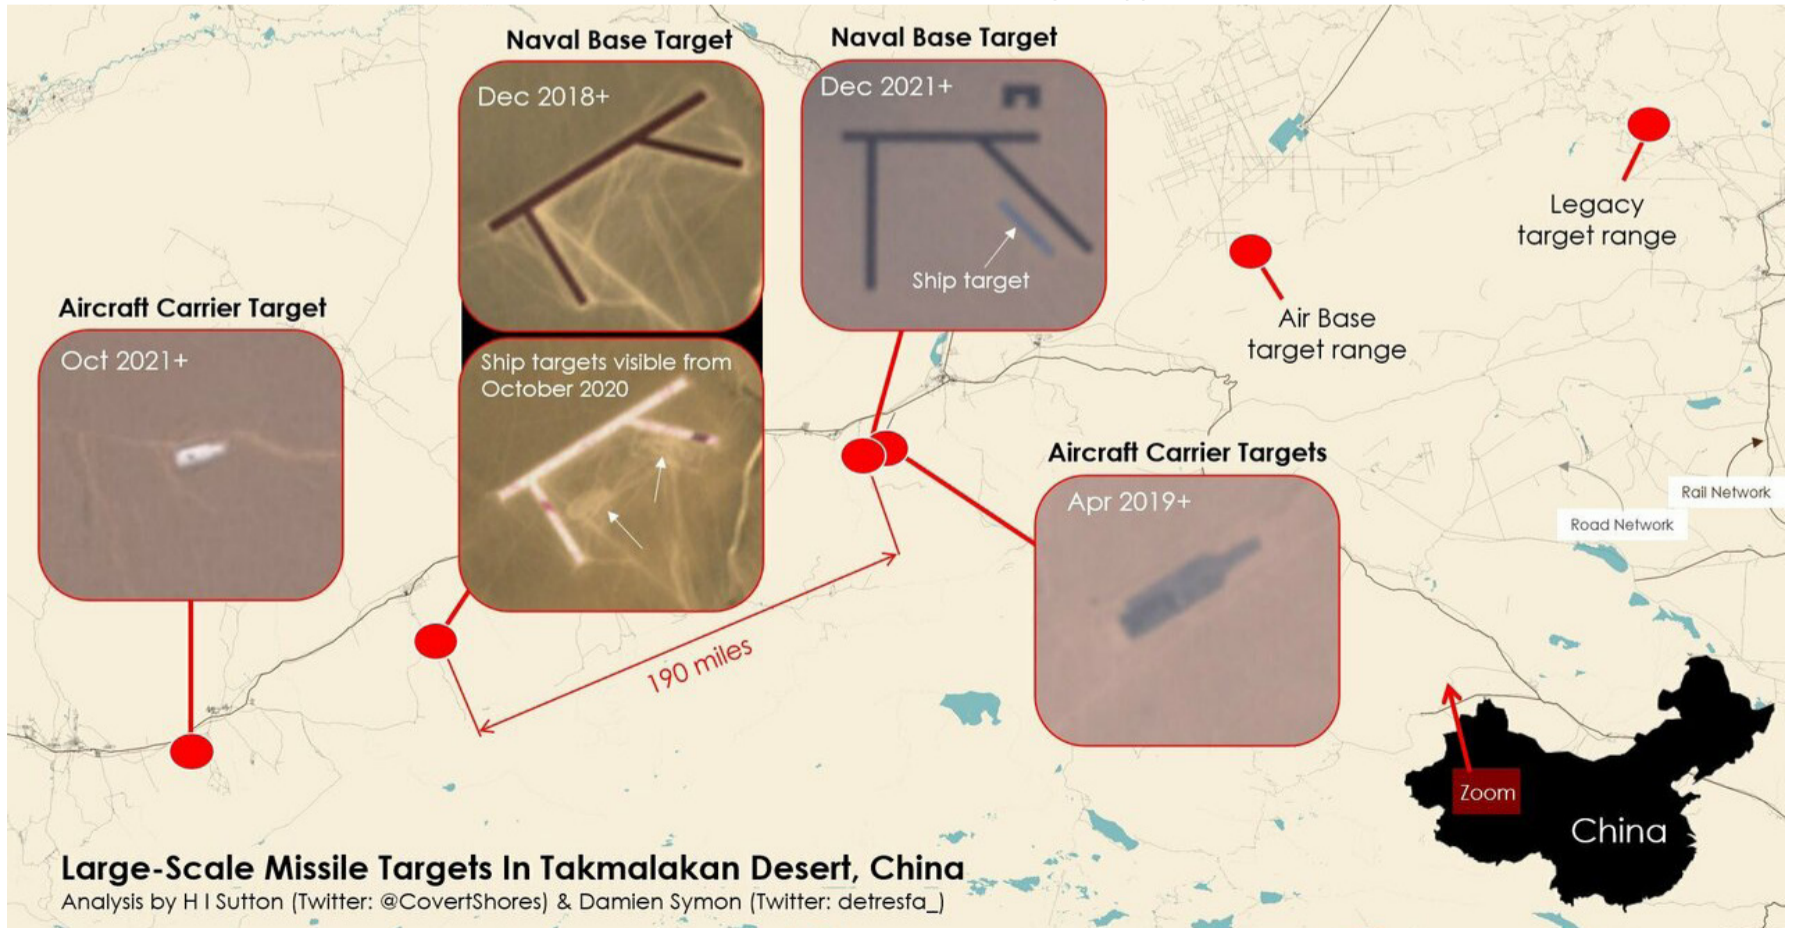 Naval Base Target
Dec 2018+
Naval Base Target
Dec 2021+
Ship target
Legacy
target range
Air Base
target range
Aircraft Carrier Target
Oct 2021+
Ship targets visible from
October 2020
Aircraft Carrier Targets
Apr 2019+
Rail Network
Road Network
190 miles
Zoom
China
Large-Scale Missile Targets In Takmalakan Desert, China
Analysis by H I Sutton (Twitter: @CovertShores) & Damien Symon (Twitter: detresfa_)